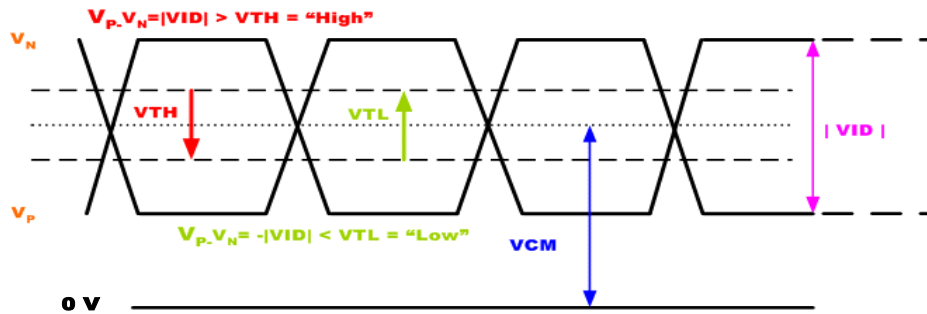 VP-VN=|VID| > VTH = “High”
VN
VTH
VTL
| VID |
VP
VP-VN= -|VID| < VTL = “Low”
VCM
0 V